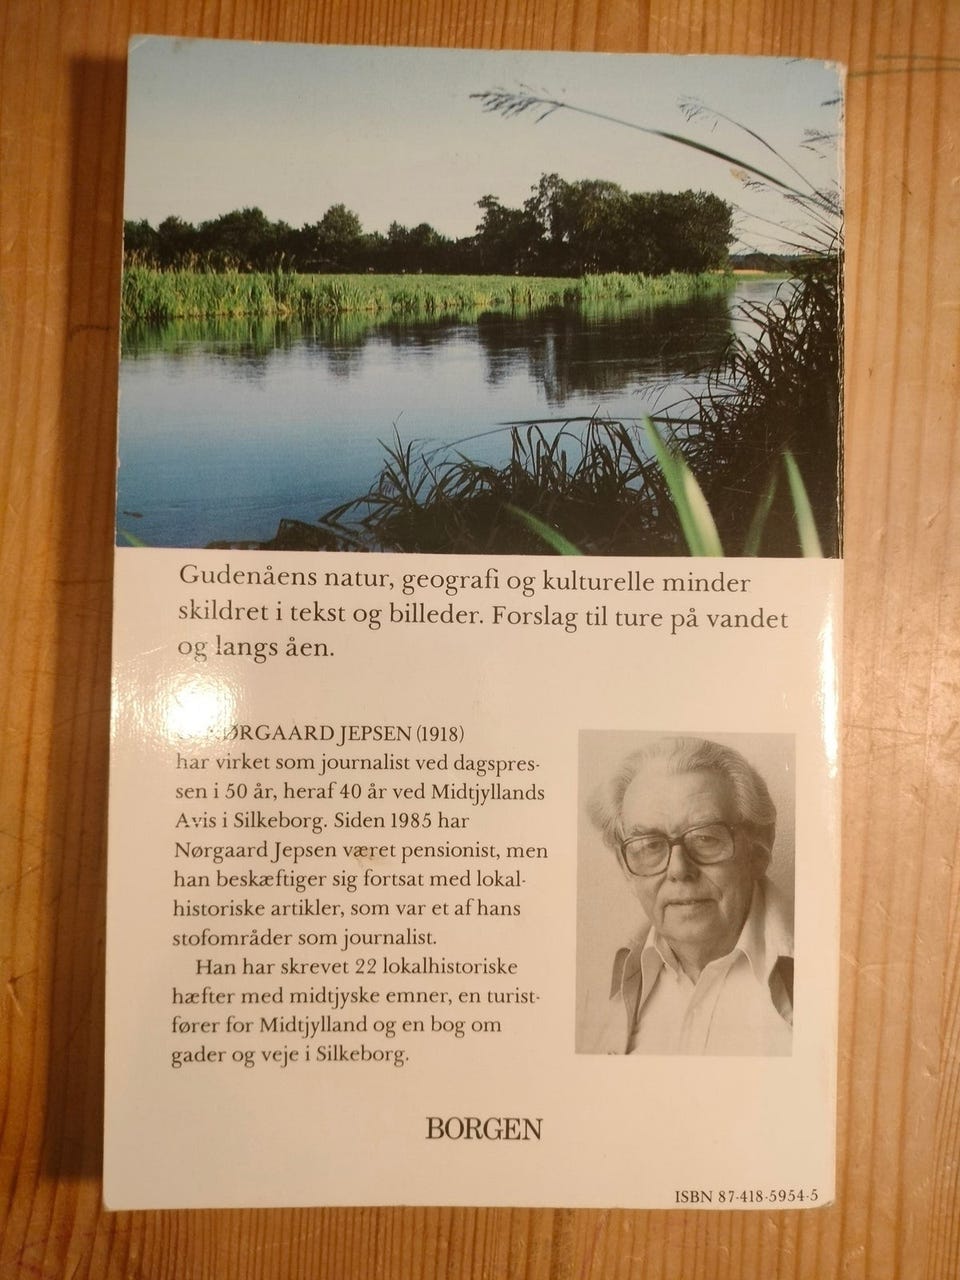 Gudenåens natur, geografi og kulturelle minder
skildret i tekst og billeder. Forslag til ture på vandet
og langs åen.
JEPSEN (1918)
har virket som journalist ved dagspres-
sen i 50 år, heraf 40 år ved Midtjyllands
Avis i Silkeborg. Siden 1985 har
Nørgaard Jepsen været pensionist, men
han beskæftiger sig fortsat med lokal-
historiske artikler, som var et af hans
stofområder som journalist.
Han har skrevet 22 lokalhistoriske
hæfter med midtjyske emner, en turist-
fører for Midtjylland og en bog om
gader og veje i Silkeborg.
BORGEN
ISBN 87-418-5954-5